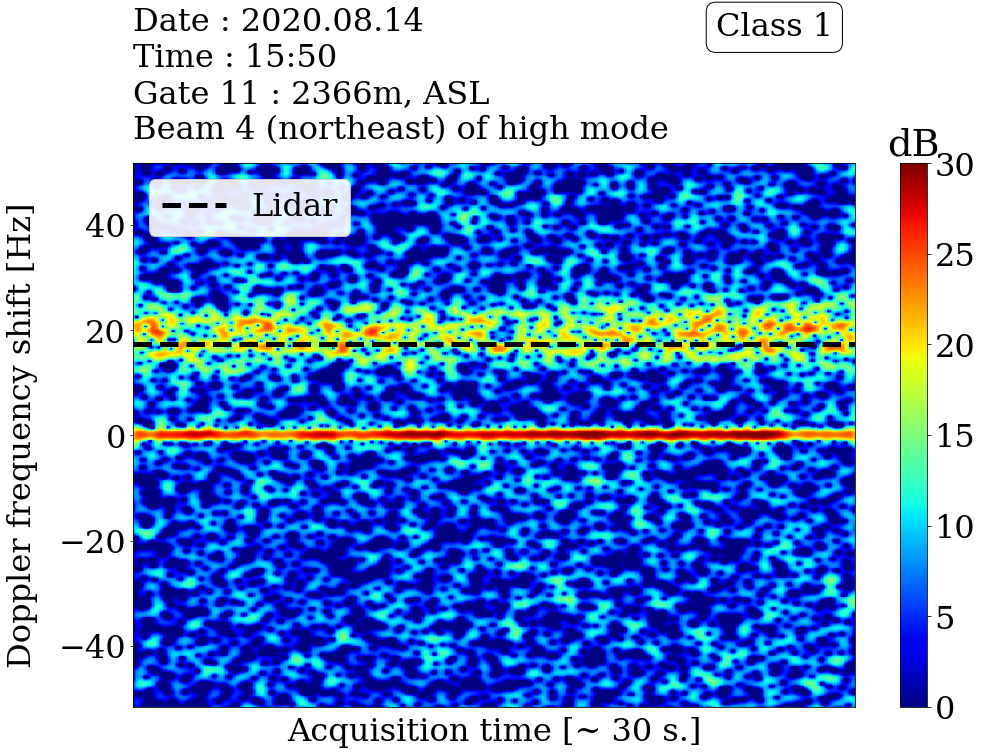 Date : 2020.08.14
Time : 15:50
Gate 11 : 2366m, ASL
Beam 4 (northeast) of high mode
Class 1
dB
Lidar
Doppler frequency shift [Hz]
40
20
0
−20
−40
30
25
20
15
10
5
0
Acquisition time [~ 30 s.]